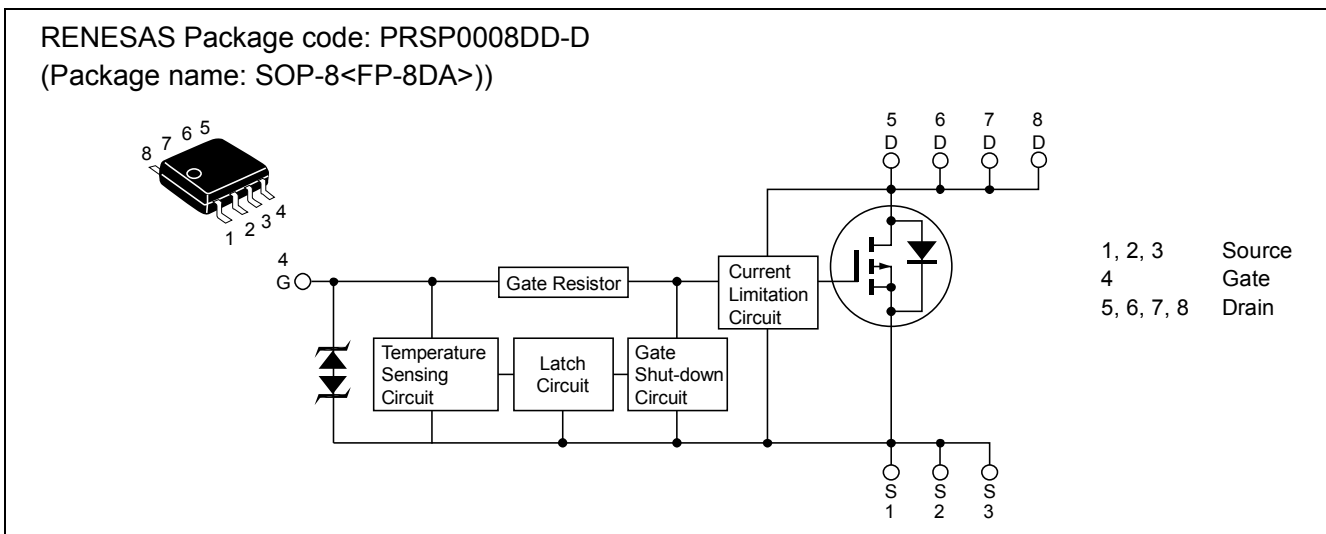 RENESAS Package code: PRSP0008DD-D
(Package name: SOP-8<FP-8DA>))
8 7 6 5
1 2 3 4
5 6 7 8
D D D D
4
G
Gate Resistor
Current
Limitation
Circuit
Temperature
Sensing
Circuit
Latch
Circuit
Gate
Shut-down
Circuit
S S S
1 2 3
1, 2, 3 Source
4 Gate
5, 6, 7, 8 Drain